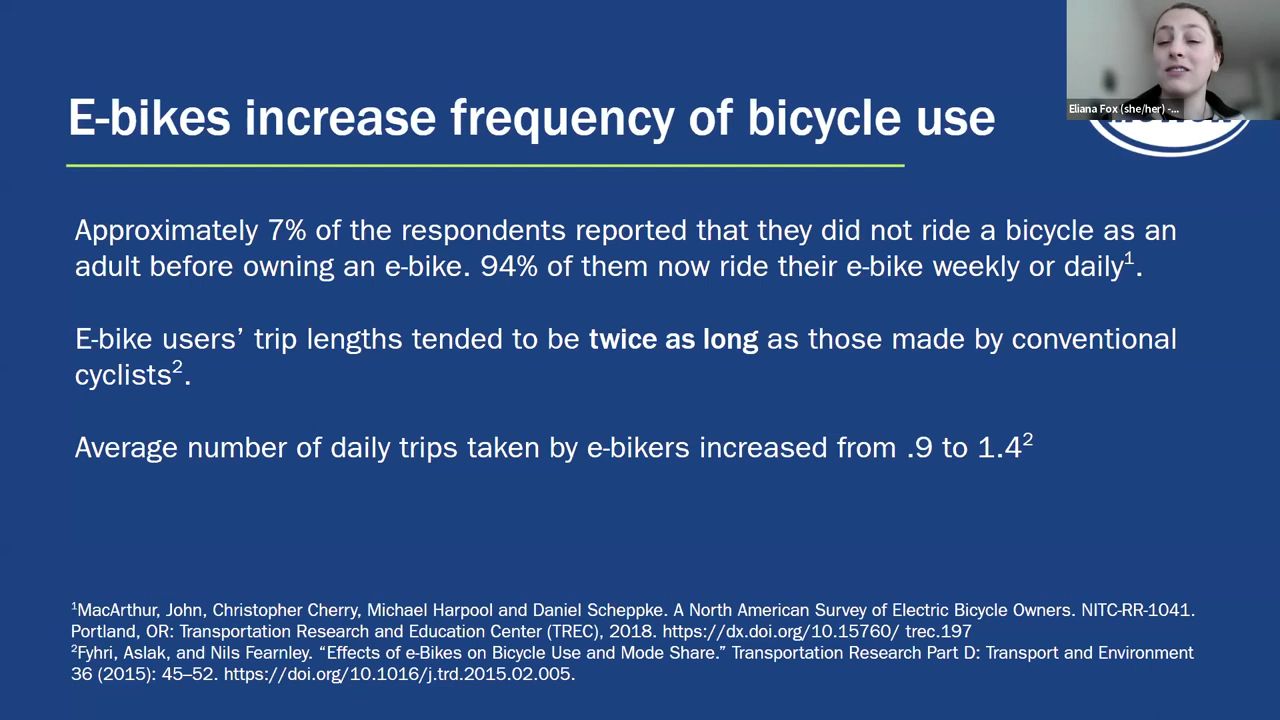 Eliana Fox (she/her) -...
E-bikes increase frequency of bicycle use
Approximately 7% of the respondents reported that they did not ride a bicycle as an
adult before owning an e-bike. 94% of them now ride their e-bike weekly or daily¹.
E-bike users’ trip lengths tended to be twice as long as those made by conventional
cyclists².
Average number of daily trips taken by e-bikers increased from .9 to 1.4²
¹MacArthur, John, Christopher Cherry, Michael Harpool and Daniel Scheppke. A North American Survey of Electric Bicycle Owners. NITC-RR-1041.
Portland, OR: Transportation Research and Education Center (TREC), 2018. https://dx.doi.org/10.15760/ trec.197
²Fyhri, Aslak, and Nils Fearnley. “Effects of e-Bikes on Bicycle Use and Mode Share.” Transportation Research Part D: Transport and Environment
36 (2015): 45–52. https://doi.org/10.1016/j.trd.2015.02.005.